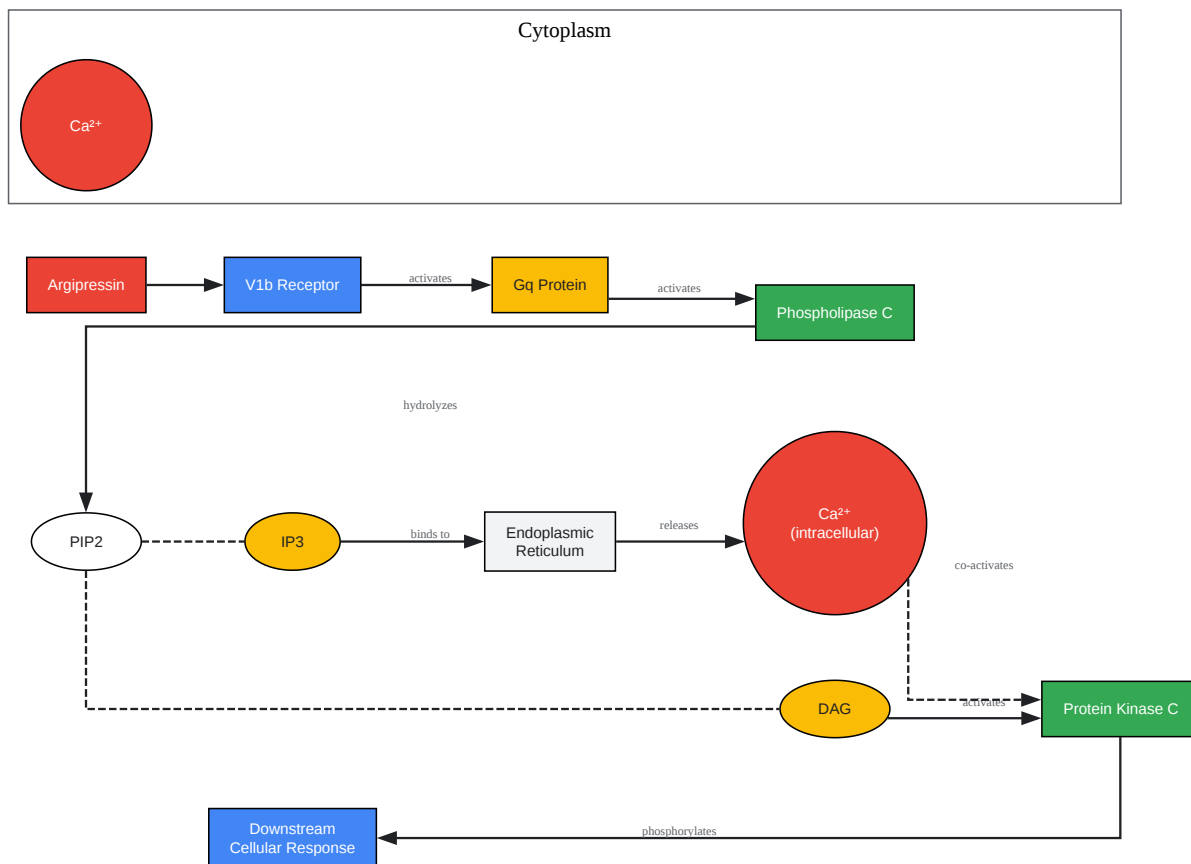 Cytoplasm
Ca²⁺
Argipressin
V1b Receptor
activates
Gq Protein
activates
Phospholipase C
hydrolyzes
PIP2
IP3
binds to
Endoplasmic
Reticulum
releases
Ca²⁺
(intracellular)
co-activates
DAG
activates
Protein Kinase C
Downstream
Cellular Response
phosphorylates